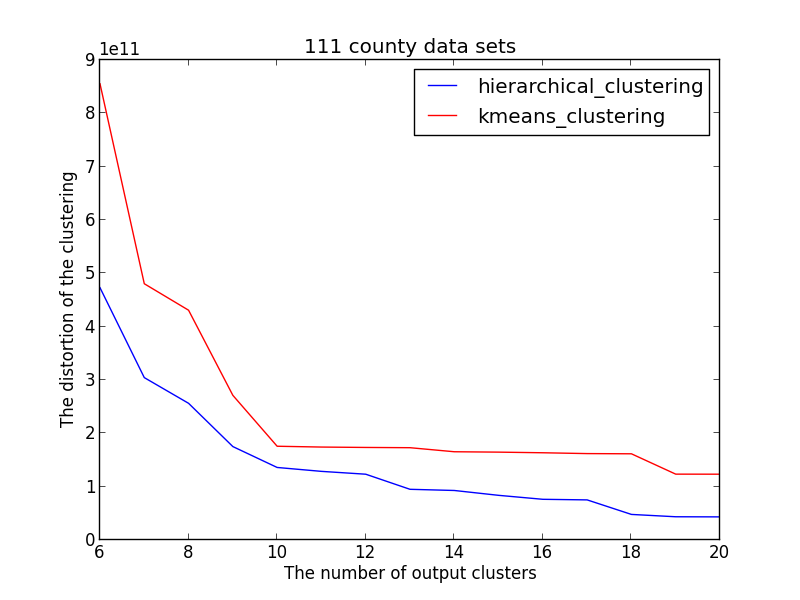 111 county data sets
1e11
hierarchical_clustering
kmeans_clustering
9
8
7
6
5
4
3
2
1
0
The distortion of the clustering
6 8 10 12 14 16 18 20
The number of output clusters